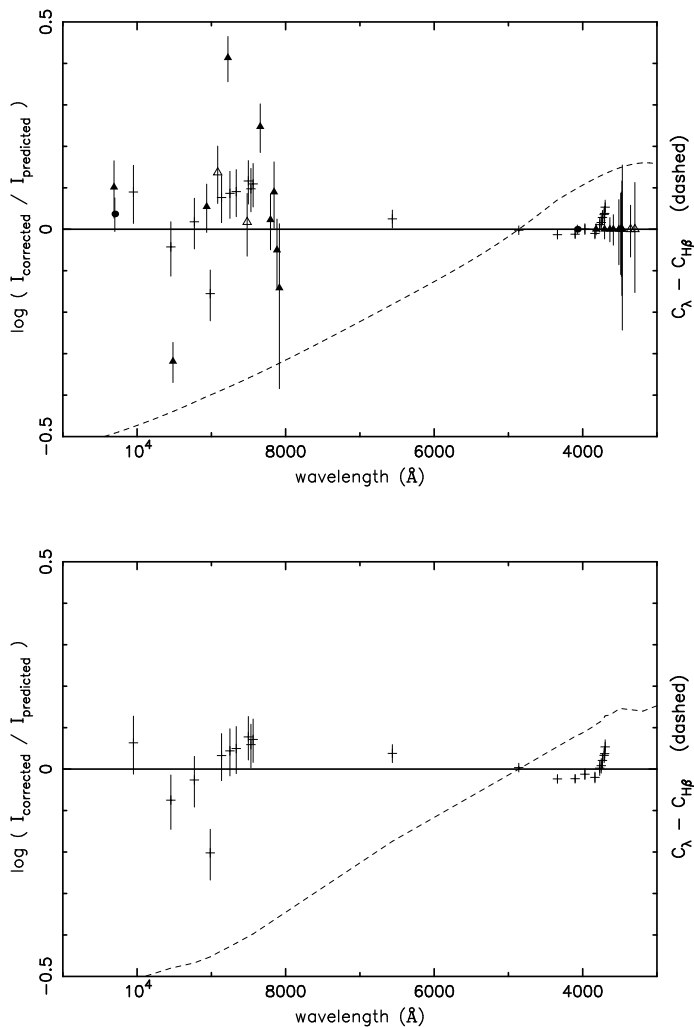 0.5
0
−0.5
log ( I_corrected / I_predicted )
C_λ − C_Hβ (dashed)
10^4 8000 6000 4000
wavelength (Å)
0.5
0
−0.5
log ( I_corrected / I_predicted )
C_λ − C_Hβ (dashed)
10^4 8000 6000 4000
wavelength (Å)